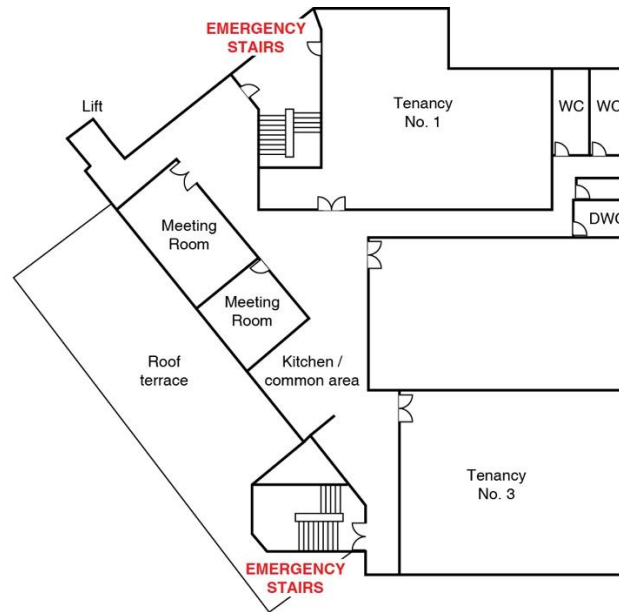 EMERGENCY
STAIRS
Lift
Tenancy
No. 1
WC
WC
Meeting
Room
DWC
Meeting
Room
Roof
terrace
Kitchen /
common area
Tenancy
No. 3
EMERGENCY
STAIRS